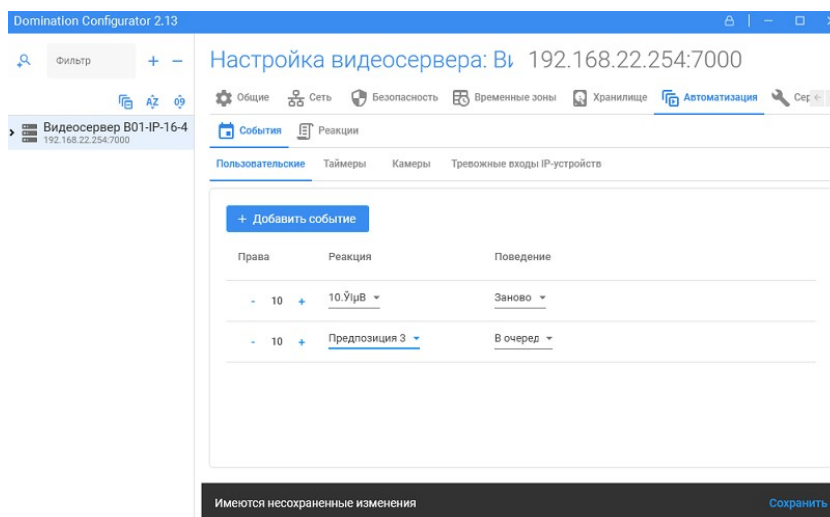 Domination Configurator 2.13
Фильтр
+ −
Настройка видеосервера: Ви 192.168.22.254:7000
Общие Сеть Безопасность Временные зоны Хранилище Автоматизация Сер
Видеосервер B01-IP-16-4
192.168.22.254:7000
События Реакции
Пользовательские Таймеры Камеры Тревожные входы IP-устройств
+ Добавить событие
Права Реакция Поведение
- 10 + 10.ЎІµВ Заново
- 10 + Предпозиция 3 В очеред
Имеются несохраненные изменения Сохранить